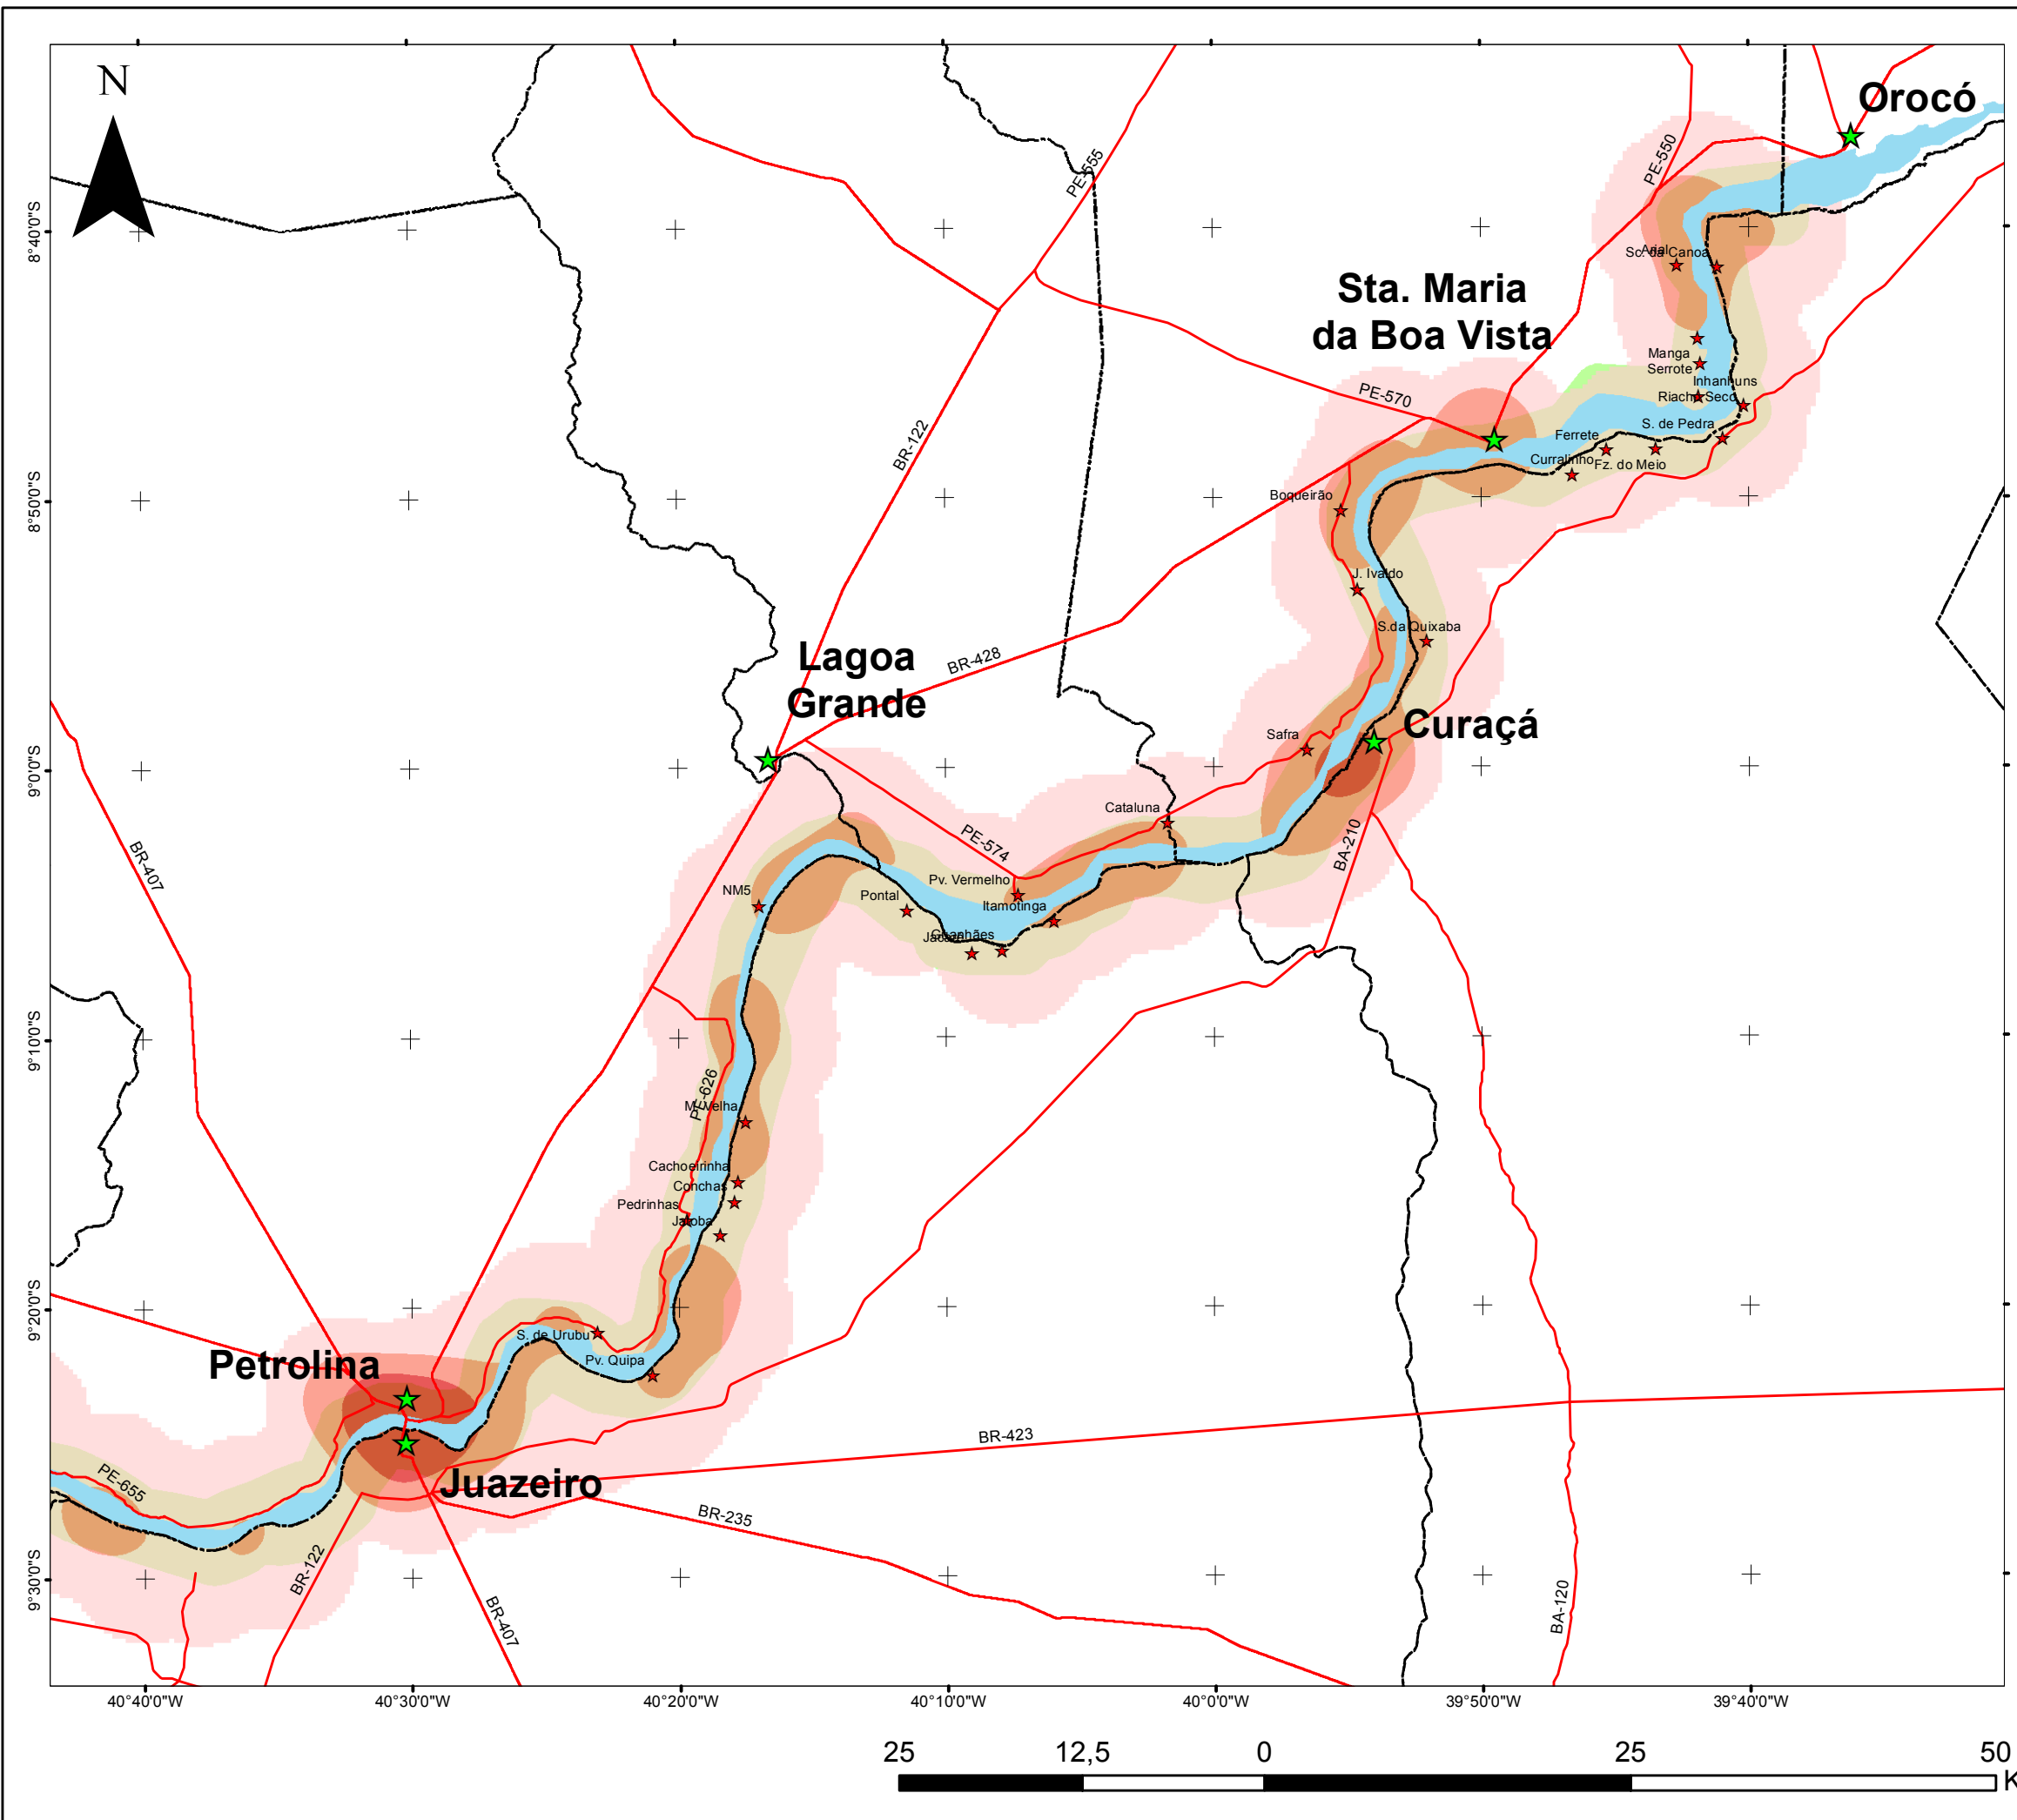 N
Orocó
PE-550
PE-555
8°40'0"S
Arial
Sc. da Canoa
Sta. Maria
da Boa Vista
Manga
Serrote
Inhanhuns
Riacho Seco
PE-570
S. de Pedra
Ferrete
Curralinho
Fz. do Meio
BR-122
8°50'0"S
Boqueirão
J. Ivaldo
S.da Quixaba
Lagoa
Grande
BR-428
Curaçá
Safra
9°0'0"S
Cataluna
PE-574
BA-210
BR-407
NM5
Pv. Vermelho
Pontal
Itamotinga
9°10'0"S
PE-626
M. Velha
Cachoeirinha
Conchas
Pedrinhas
Jatoba
9°20'0"S
S. de Urubu
Pv. Quipa
Petrolina
BR-423
Juazeiro
PE-655
BR-235
BR-122
9°30'0"S
BR-407
BA-120
40°40'0"W
40°30'0"W
40°20'0"W
40°10'0"W
40°0'0"W
39°50'0"W
39°40'0"W
25
12,5
0
25
50
K